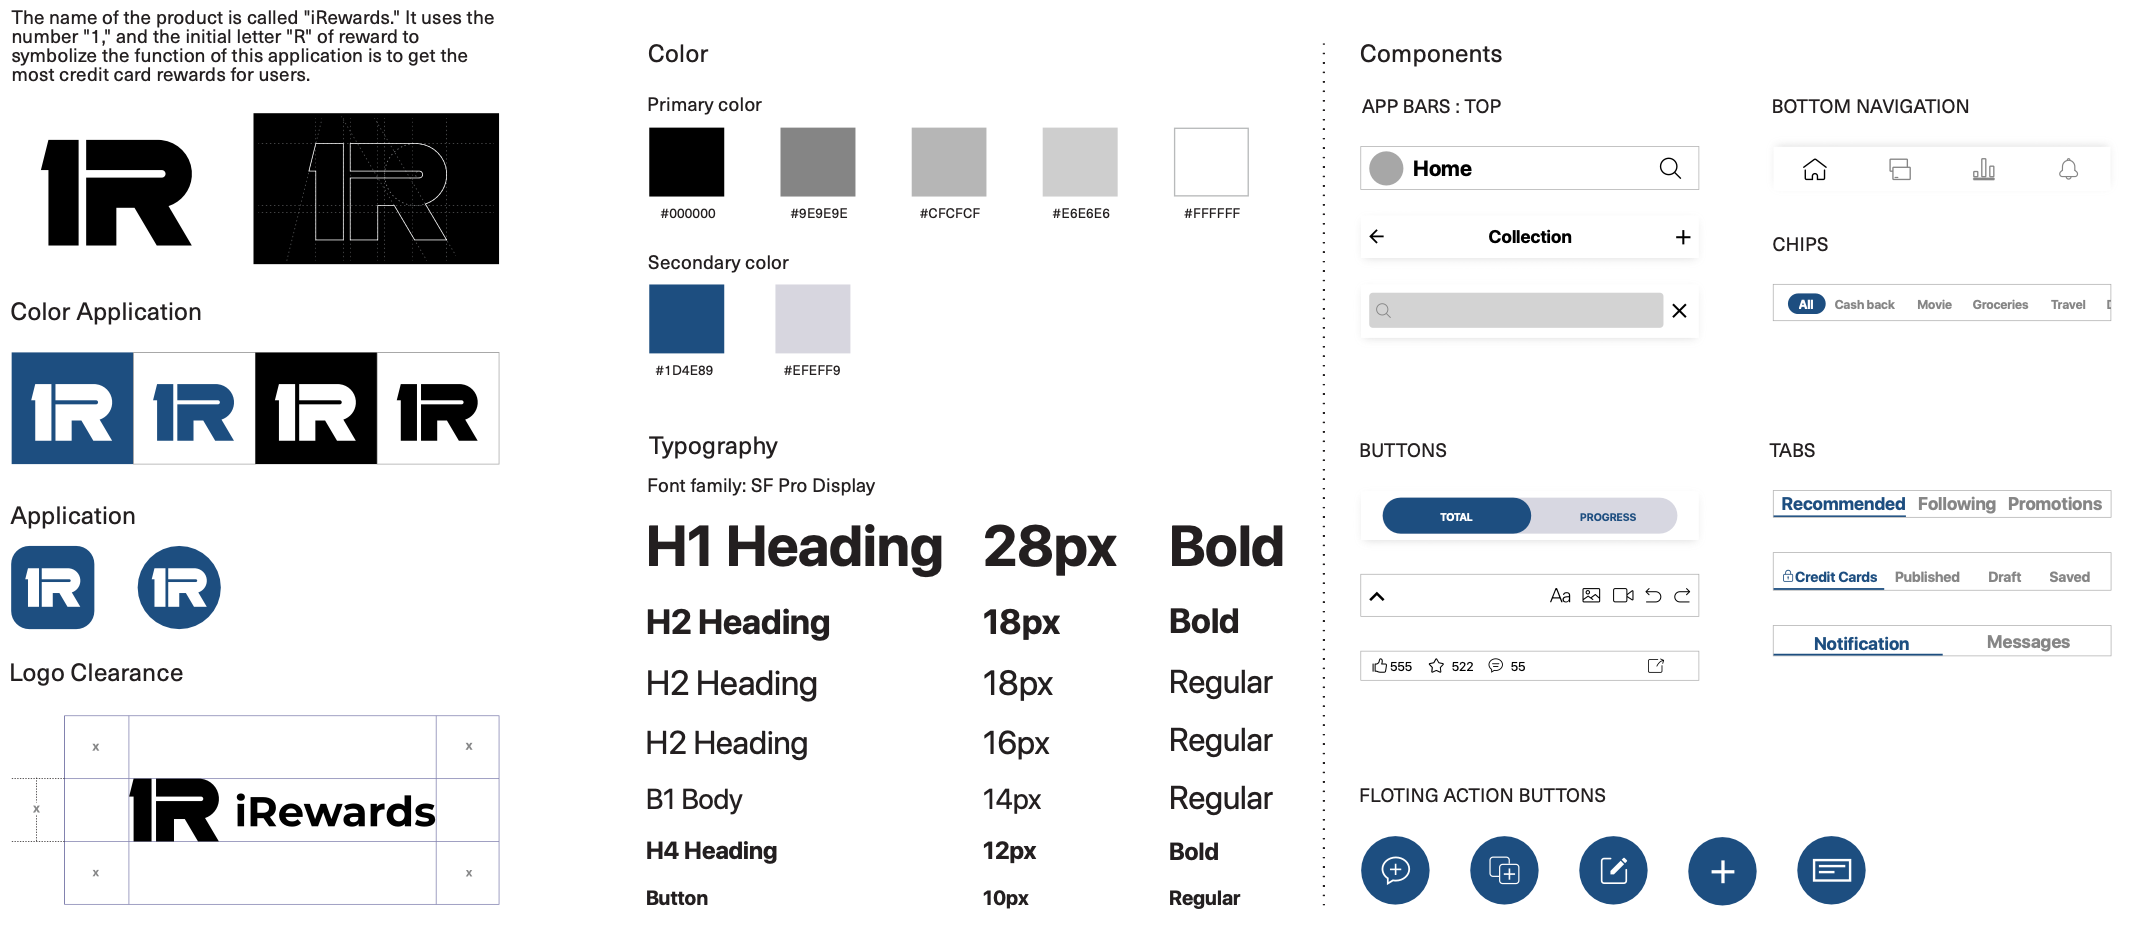 The name of the product is called "iRewards." It uses the
number "1," and the initial letter "R" of reward to
symbolize the function of this application is to get the
most credit card rewards for users.
1R
Color Application
1R 1R 1R 1R
Application
1R 1R
Logo Clearance
x x
x
1R iRewards
x x
Color
Primary color
#000000 #9E9E9E #CFCFCF #E6E6E6 #FFFFFF
Secondary color
#1D4E89 #EFEFF9
Typography
Font family: SF Pro Display
H1 Heading 28px Bold
H2 Heading 18px Bold
H2 Heading 18px Regular
H2 Heading 16px Regular
B1 Body 14px Regular
H4 Heading 12px Bold
Button 10px Regular
Components
APP BARS : TOP
Home
Collection
BUTTONS
TOTAL PROGRESS
Aa
555 522 55
FLOTING ACTION BUTTONS
BOTTOM NAVIGATION
CHIPS
All Cash back Movie Groceries Travel
TABS
Recommended Following Promotions
Credit Cards Published Draft Saved
Notification Messages